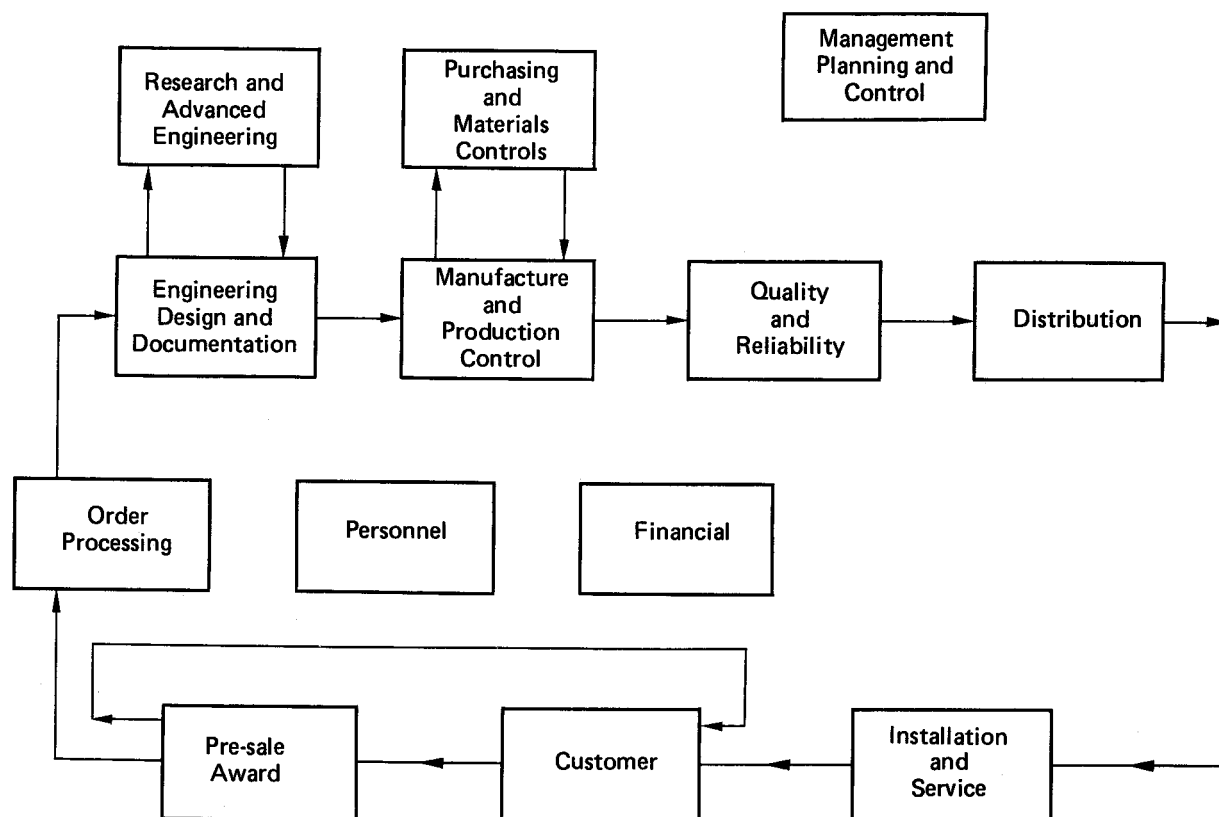 Research and
Advanced
Engineering
Purchasing
and
Materials
Controls
Management
Planning and
Control
Engineering
Design and
Documentation
Manufacture
and
Production
Control
Quality
and
Reliability
Distribution
Order
Processing
Personnel
Financial
Pre-sale
Award
Customer
Installation
and
Service